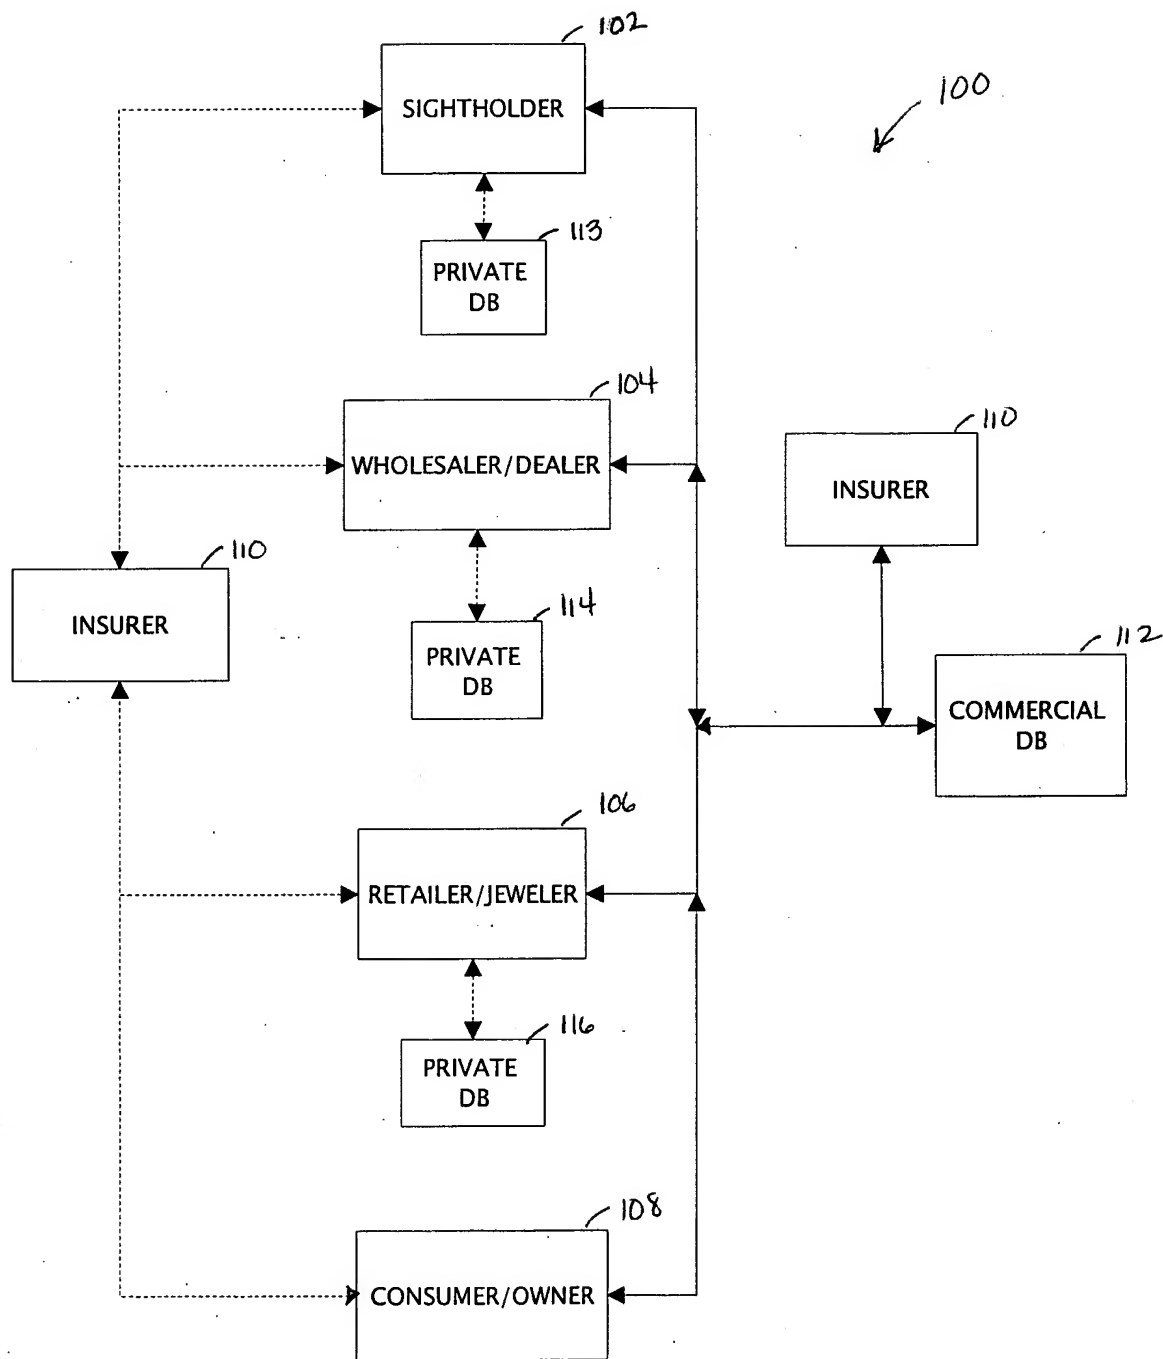 102
SIGHTHOLDER
100
113
PRIVATE
DB
104
WHOLESALER/DEALER
110
INSURER
110
INSURER
114
PRIVATE
DB
112
COMMERCIAL
DB
106
RETAILER/JEWELER
116
PRIVATE
DB
108
CONSUMER/OWNER